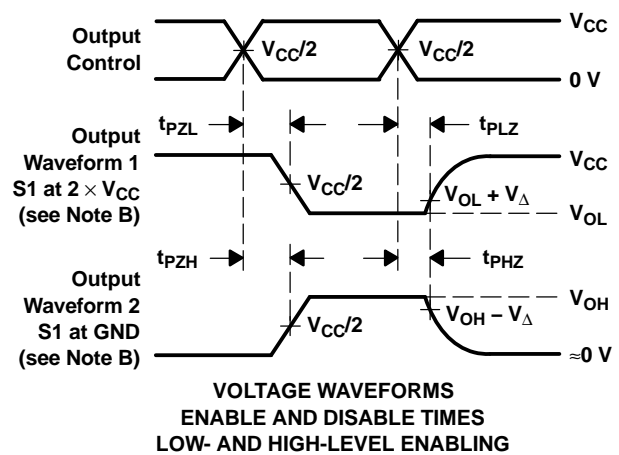 Output
Control
V_CC/2
V_CC/2
V_CC
0 V
t_PZL
t_PLZ
Output
Waveform 1
S1 at 2 × V_CC
(see Note B)
V_CC/2
V_CC
V_OL + V_Δ
V_OL
t_PZH
t_PHZ
Output
Waveform 2
S1 at GND
(see Note B)
V_CC/2
V_OH
V_OH − V_Δ
≈0 V
VOLTAGE WAVEFORMS
ENABLE AND DISABLE TIMES
LOW- AND HIGH-LEVEL ENABLING